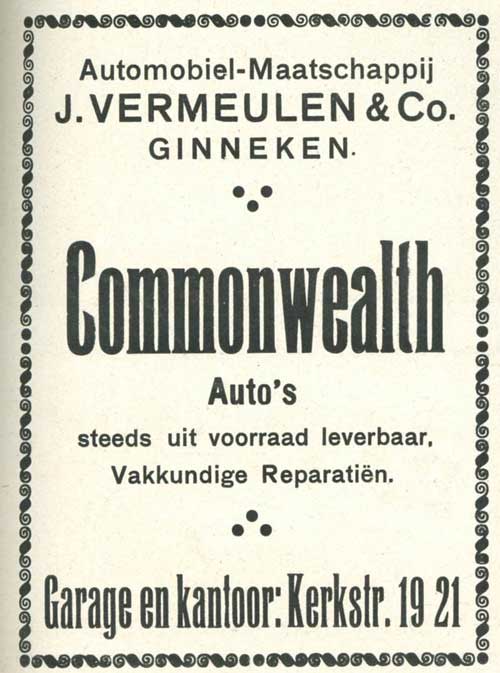 Automobiel-Maatschappij
J. VERMEULEN & Co.
GINNEKEN.
Commonwealth
Auto's
steeds uit voorraad leverbaar,
Vakkundige Reparatiën.
Garage en kantoor: Kerkstr. 19 21